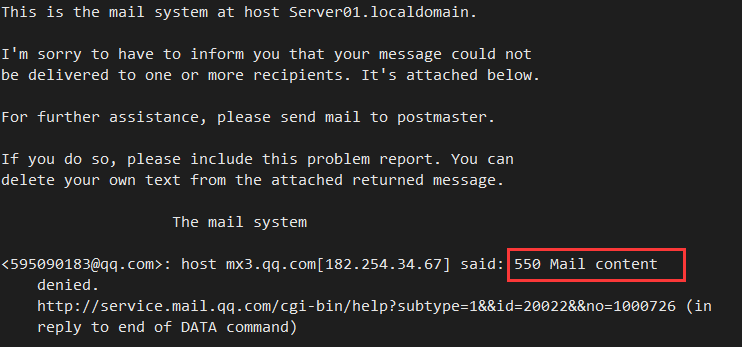 This is the mail system at host Server01.localdomain.
I'm sorry to have to inform you that your message could not
be delivered to one or more recipients. It's attached below.
For further assistance, please send mail to postmaster.
If you do so, please include this problem report. You can
delete your own text from the attached returned message.
The mail system
<595090183@qq.com>: host mx3.qq.com[182.254.34.67] said: 550 Mail content
denied.
http://service.mail.qq.com/cgi-bin/help?subtype=1&&id=20022&&no=1000726 (in
reply to end of DATA command)